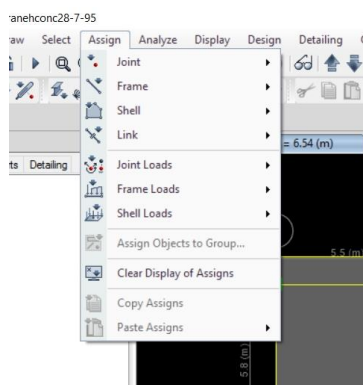 ranehconc28-7-95
raw Select Assign Analyze Display Design Detailing
Joint
Frame
Shell
Link
= 6.54 (m)
ts Detailing
Joint Loads
Frame Loads
Shell Loads
Assign Objects to Group...
5.5 (m)
Clear Display of Assigns
Copy Assigns
Paste Assigns
5.8 (m)